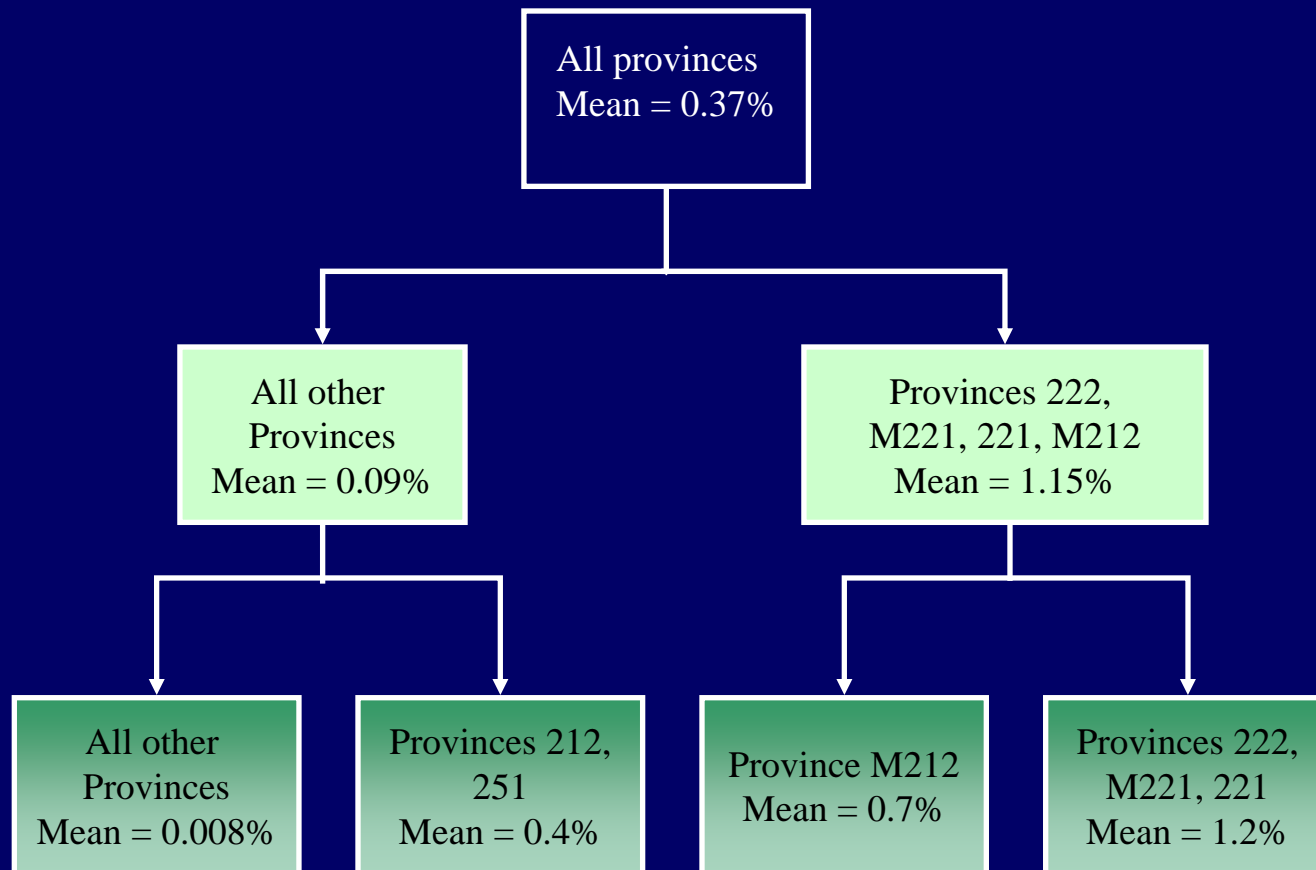 All provinces
Mean = 0.37%
All other
Provinces
Mean = 0.09%
Provinces 222,
M221, 221, M212
Mean = 1.15%
All other
Provinces
Mean = 0.008%
Provinces 212,
251
Mean = 0.4%
Province M212
Mean = 0.7%
Provinces 222,
M221, 221
Mean = 1.2%